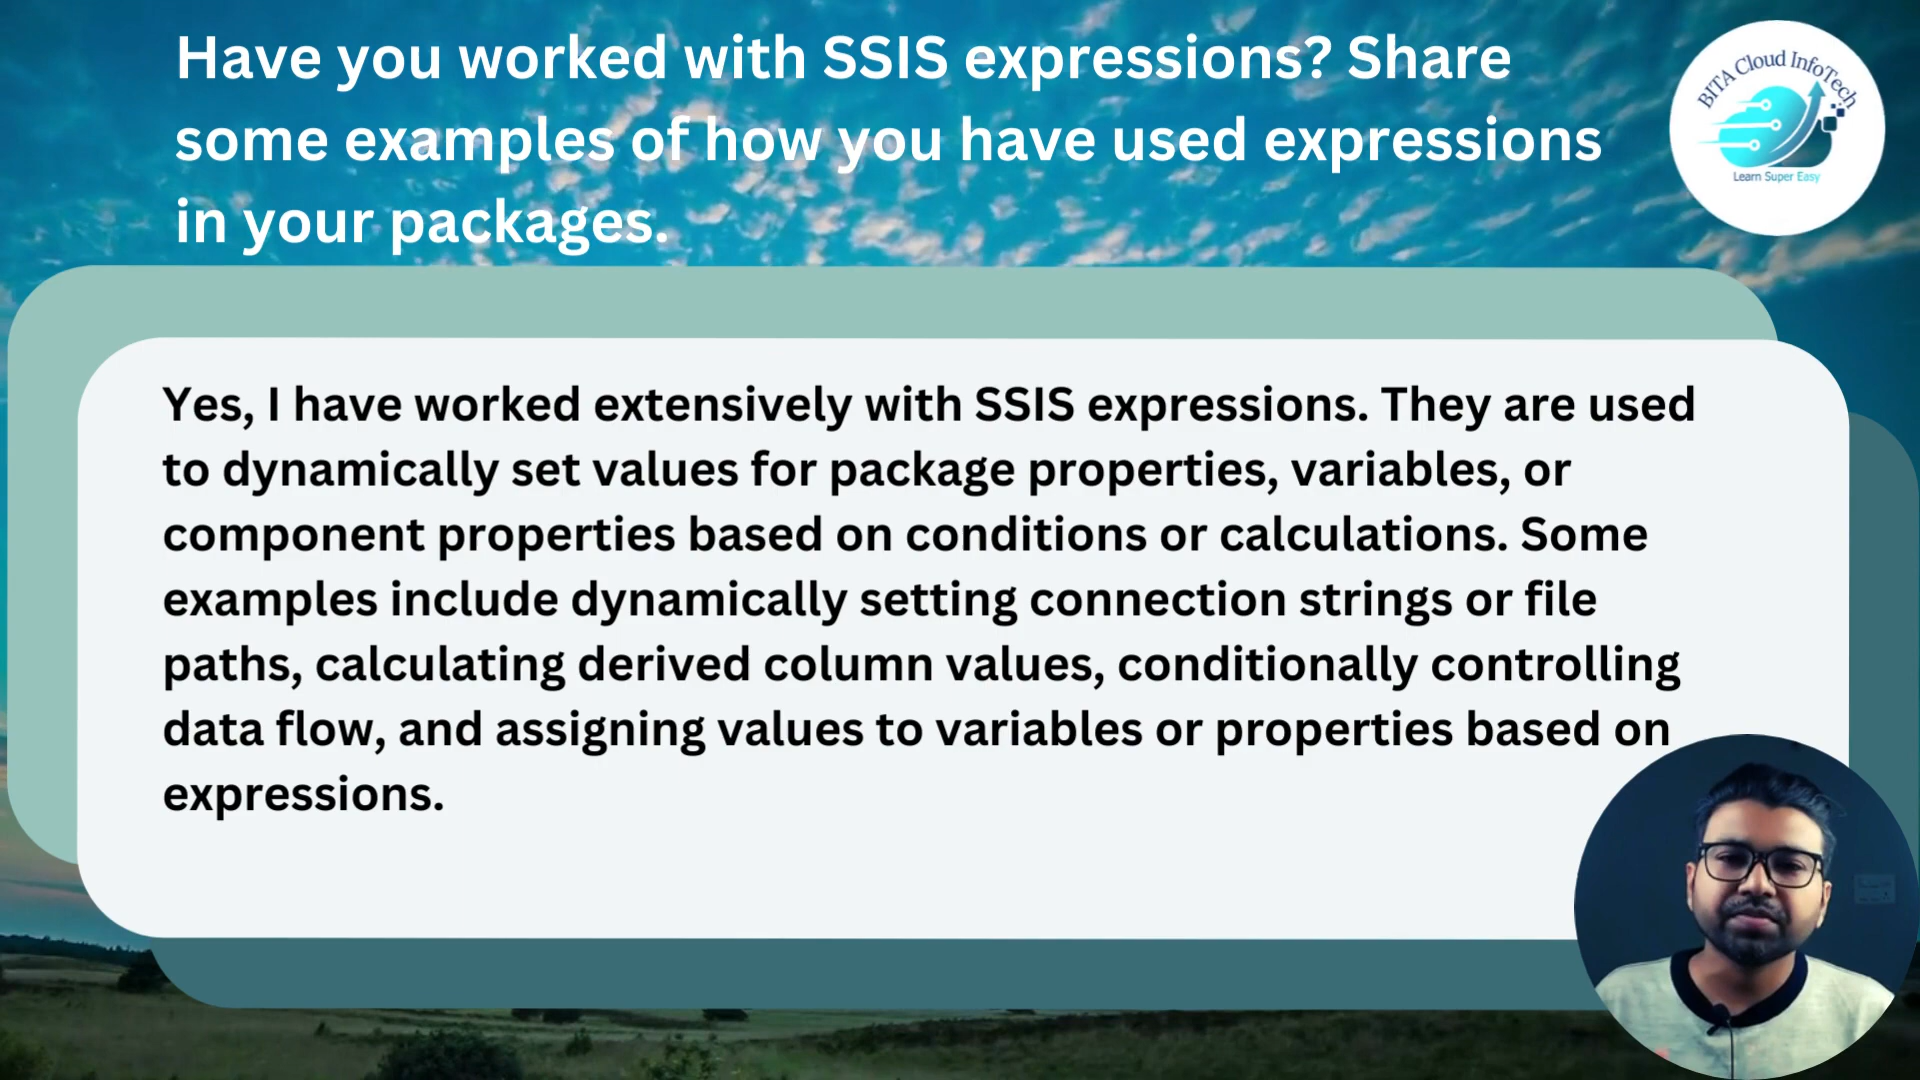 Have you worked with SSIS expressions? Share
some examples of how you have used expressions
in your packages.
BITA Cloud InfoTech
Learn Super Easy
Yes, I have worked extensively with SSIS expressions. They are used
to dynamically set values for package properties, variables, or
component properties based on conditions or calculations. Some
examples include dynamically setting connection strings or file
paths, calculating derived column values, conditionally controlling
data flow, and assigning values to variables or properties based on
expressions.